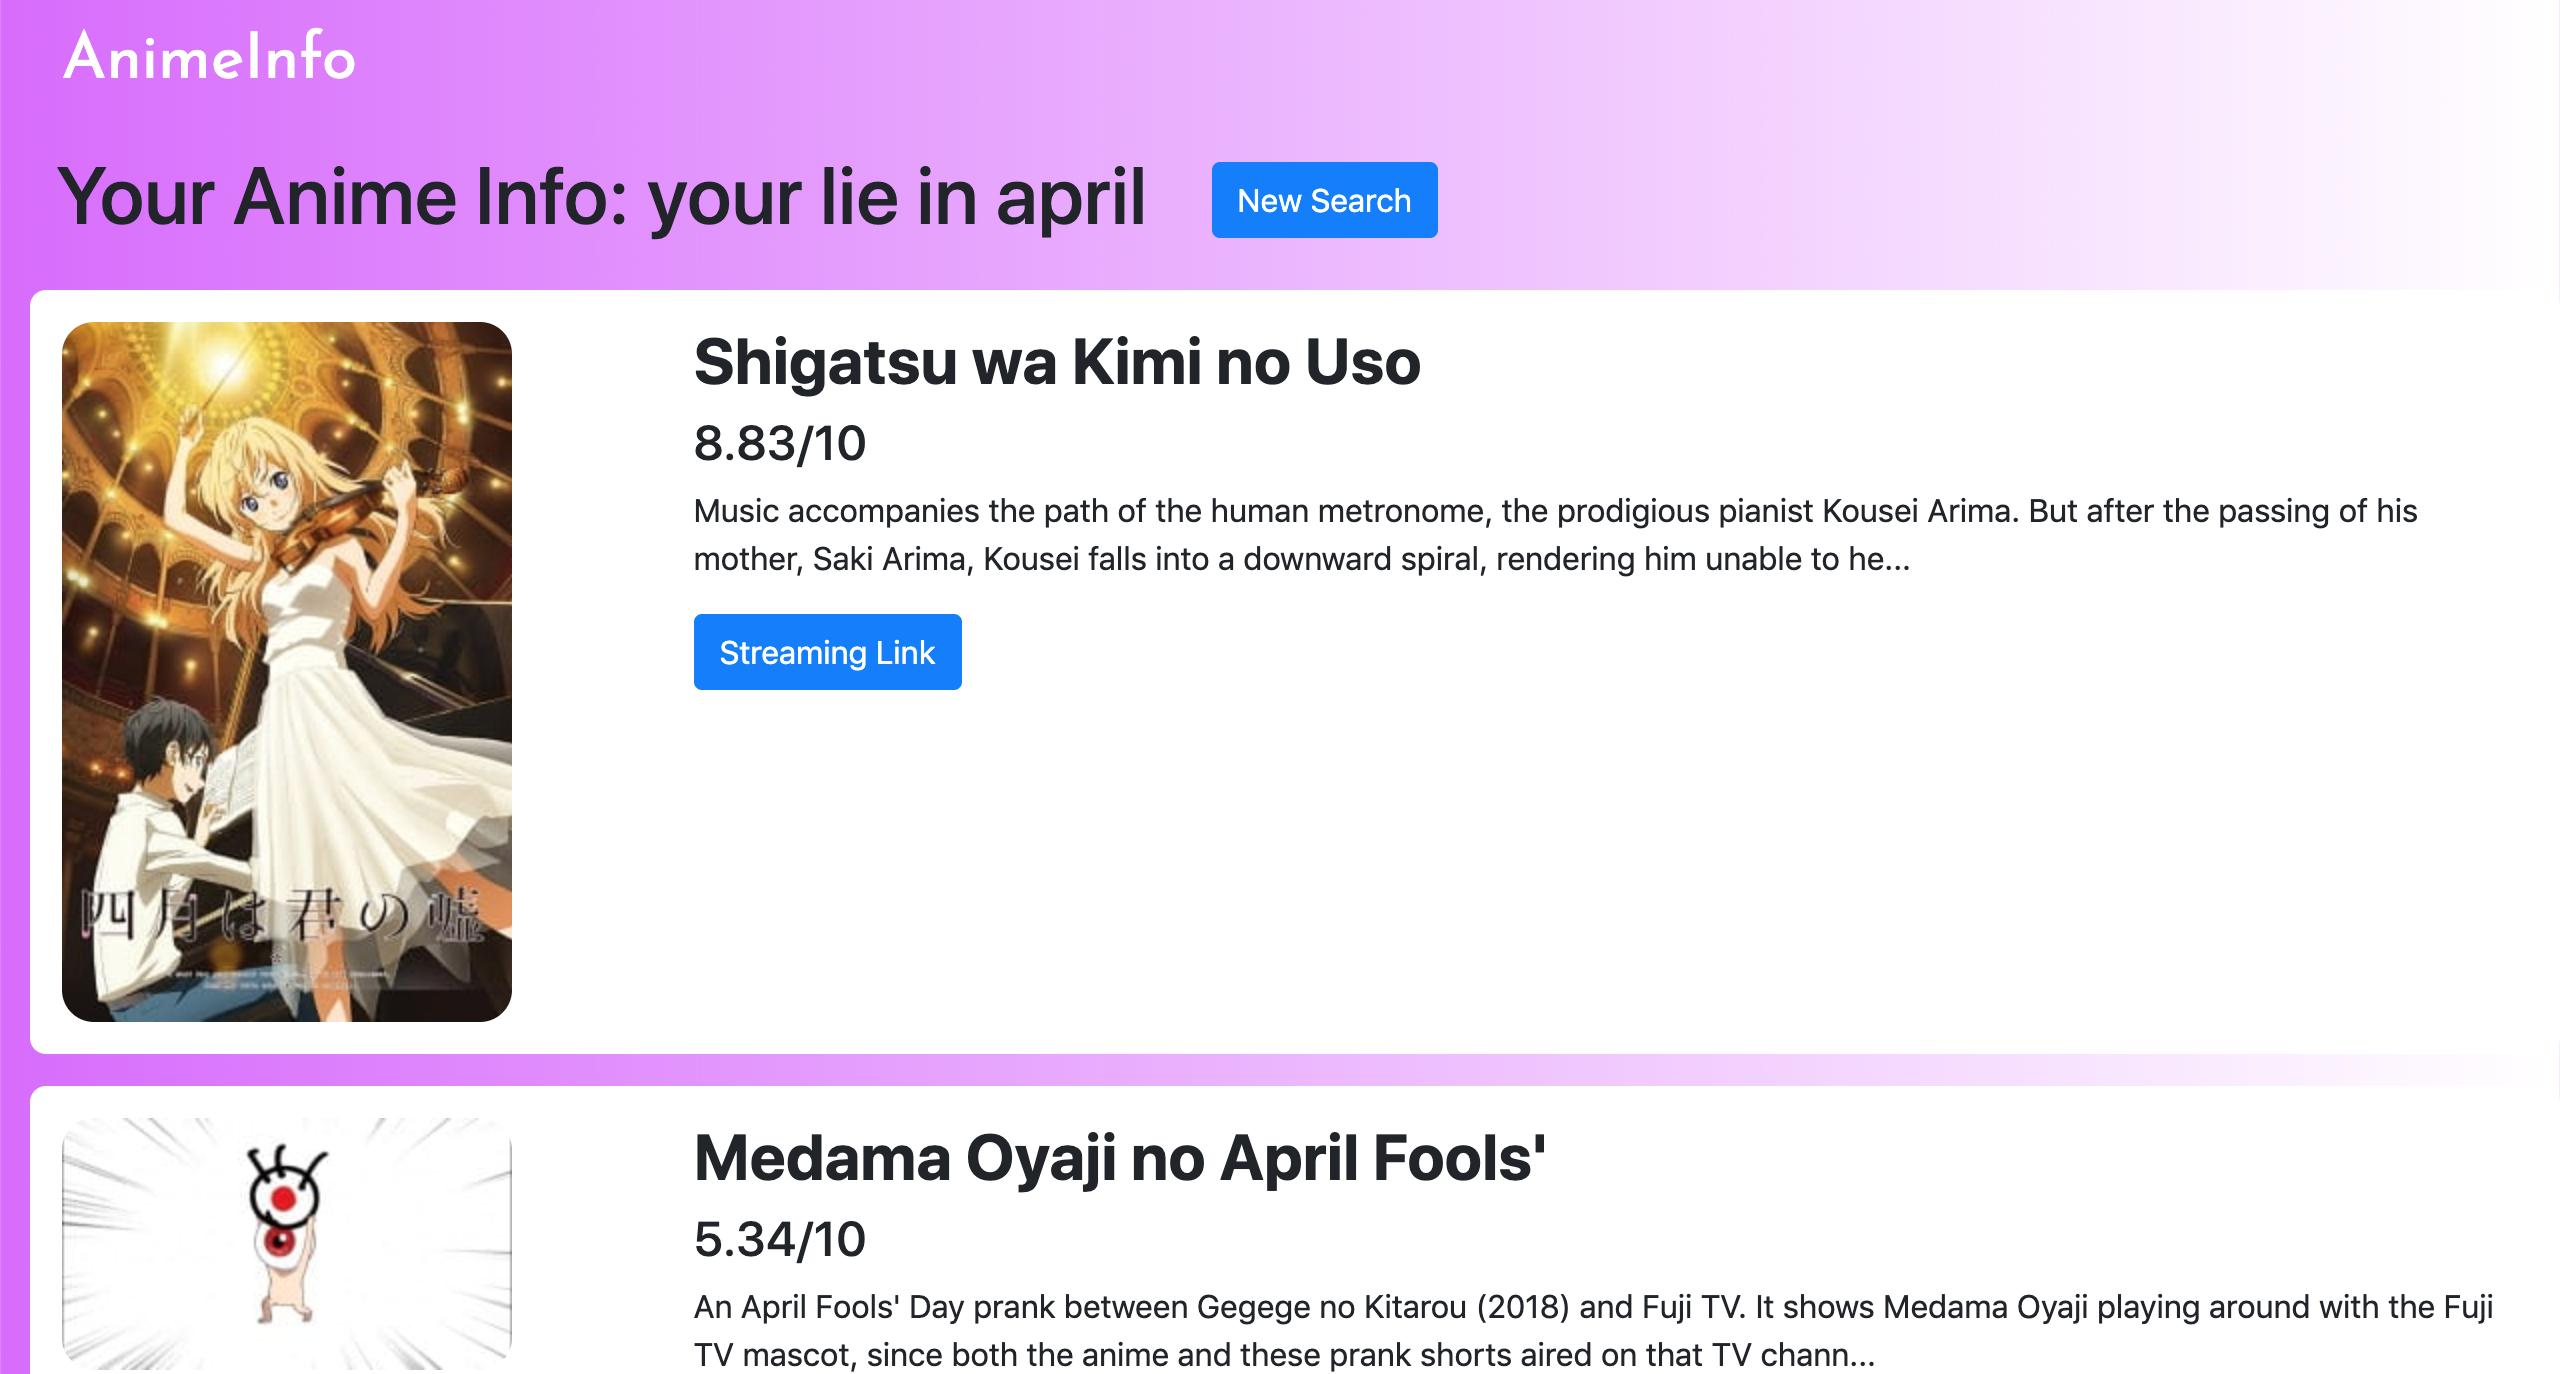 AnimeInfo
Your Anime Info: your lie in april
New Search
Shigatsu wa Kimi no Uso
8.83/10
Music accompanies the path of the human metronome, the prodigious pianist Kousei Arima. But after the passing of his
mother, Saki Arima, Kousei falls into a downward spiral, rendering him unable to he...
Streaming Link
四月は君の嘘
Medama Oyaji no April Fools'
5.34/10
An April Fools' Day prank between Gegege no Kitarou (2018) and Fuji TV. It shows Medama Oyaji playing around with the Fuji
TV mascot, since both the anime and these prank shorts aired on that TV chann...